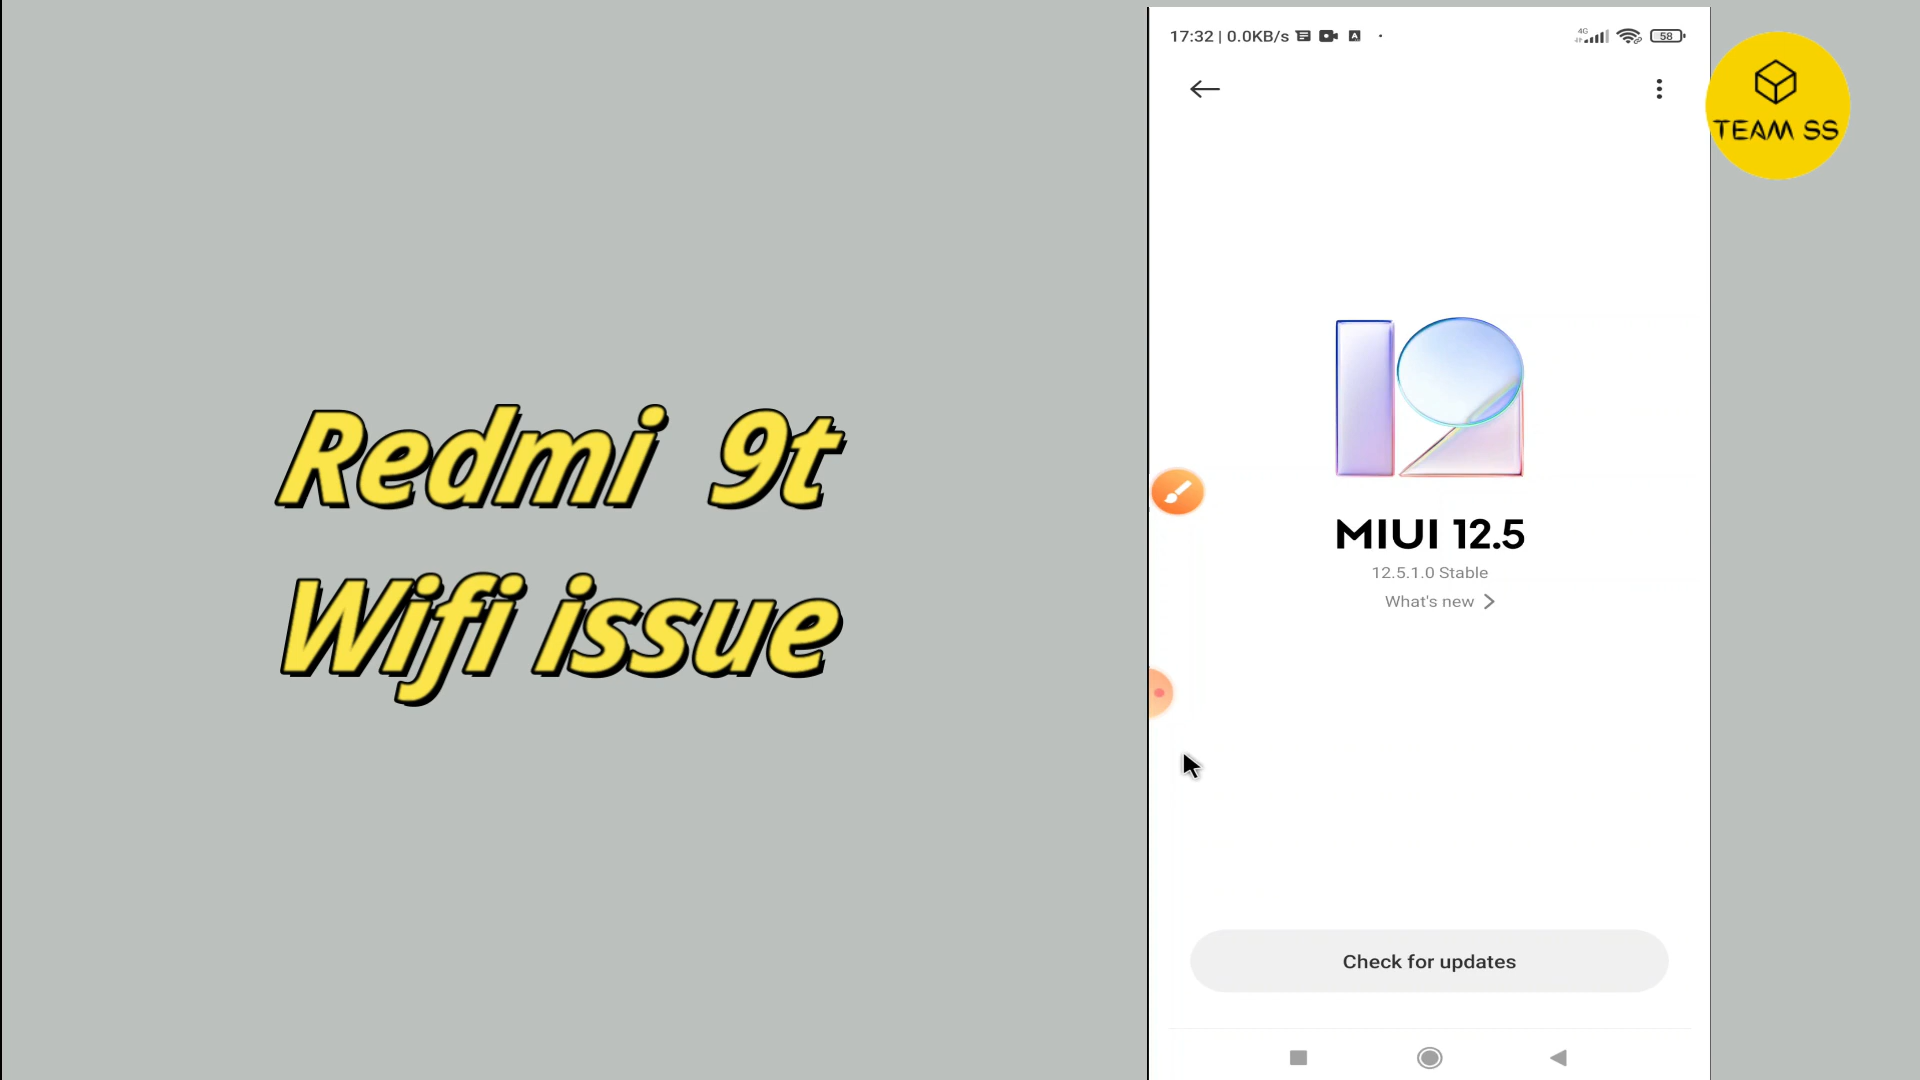 Redmi 9t
Wifi issue
17:32 | 0.0KB/s
4G
58
TEAM SS
MIUI 12.5
12.5.1.0 Stable
What's new
Check for updates